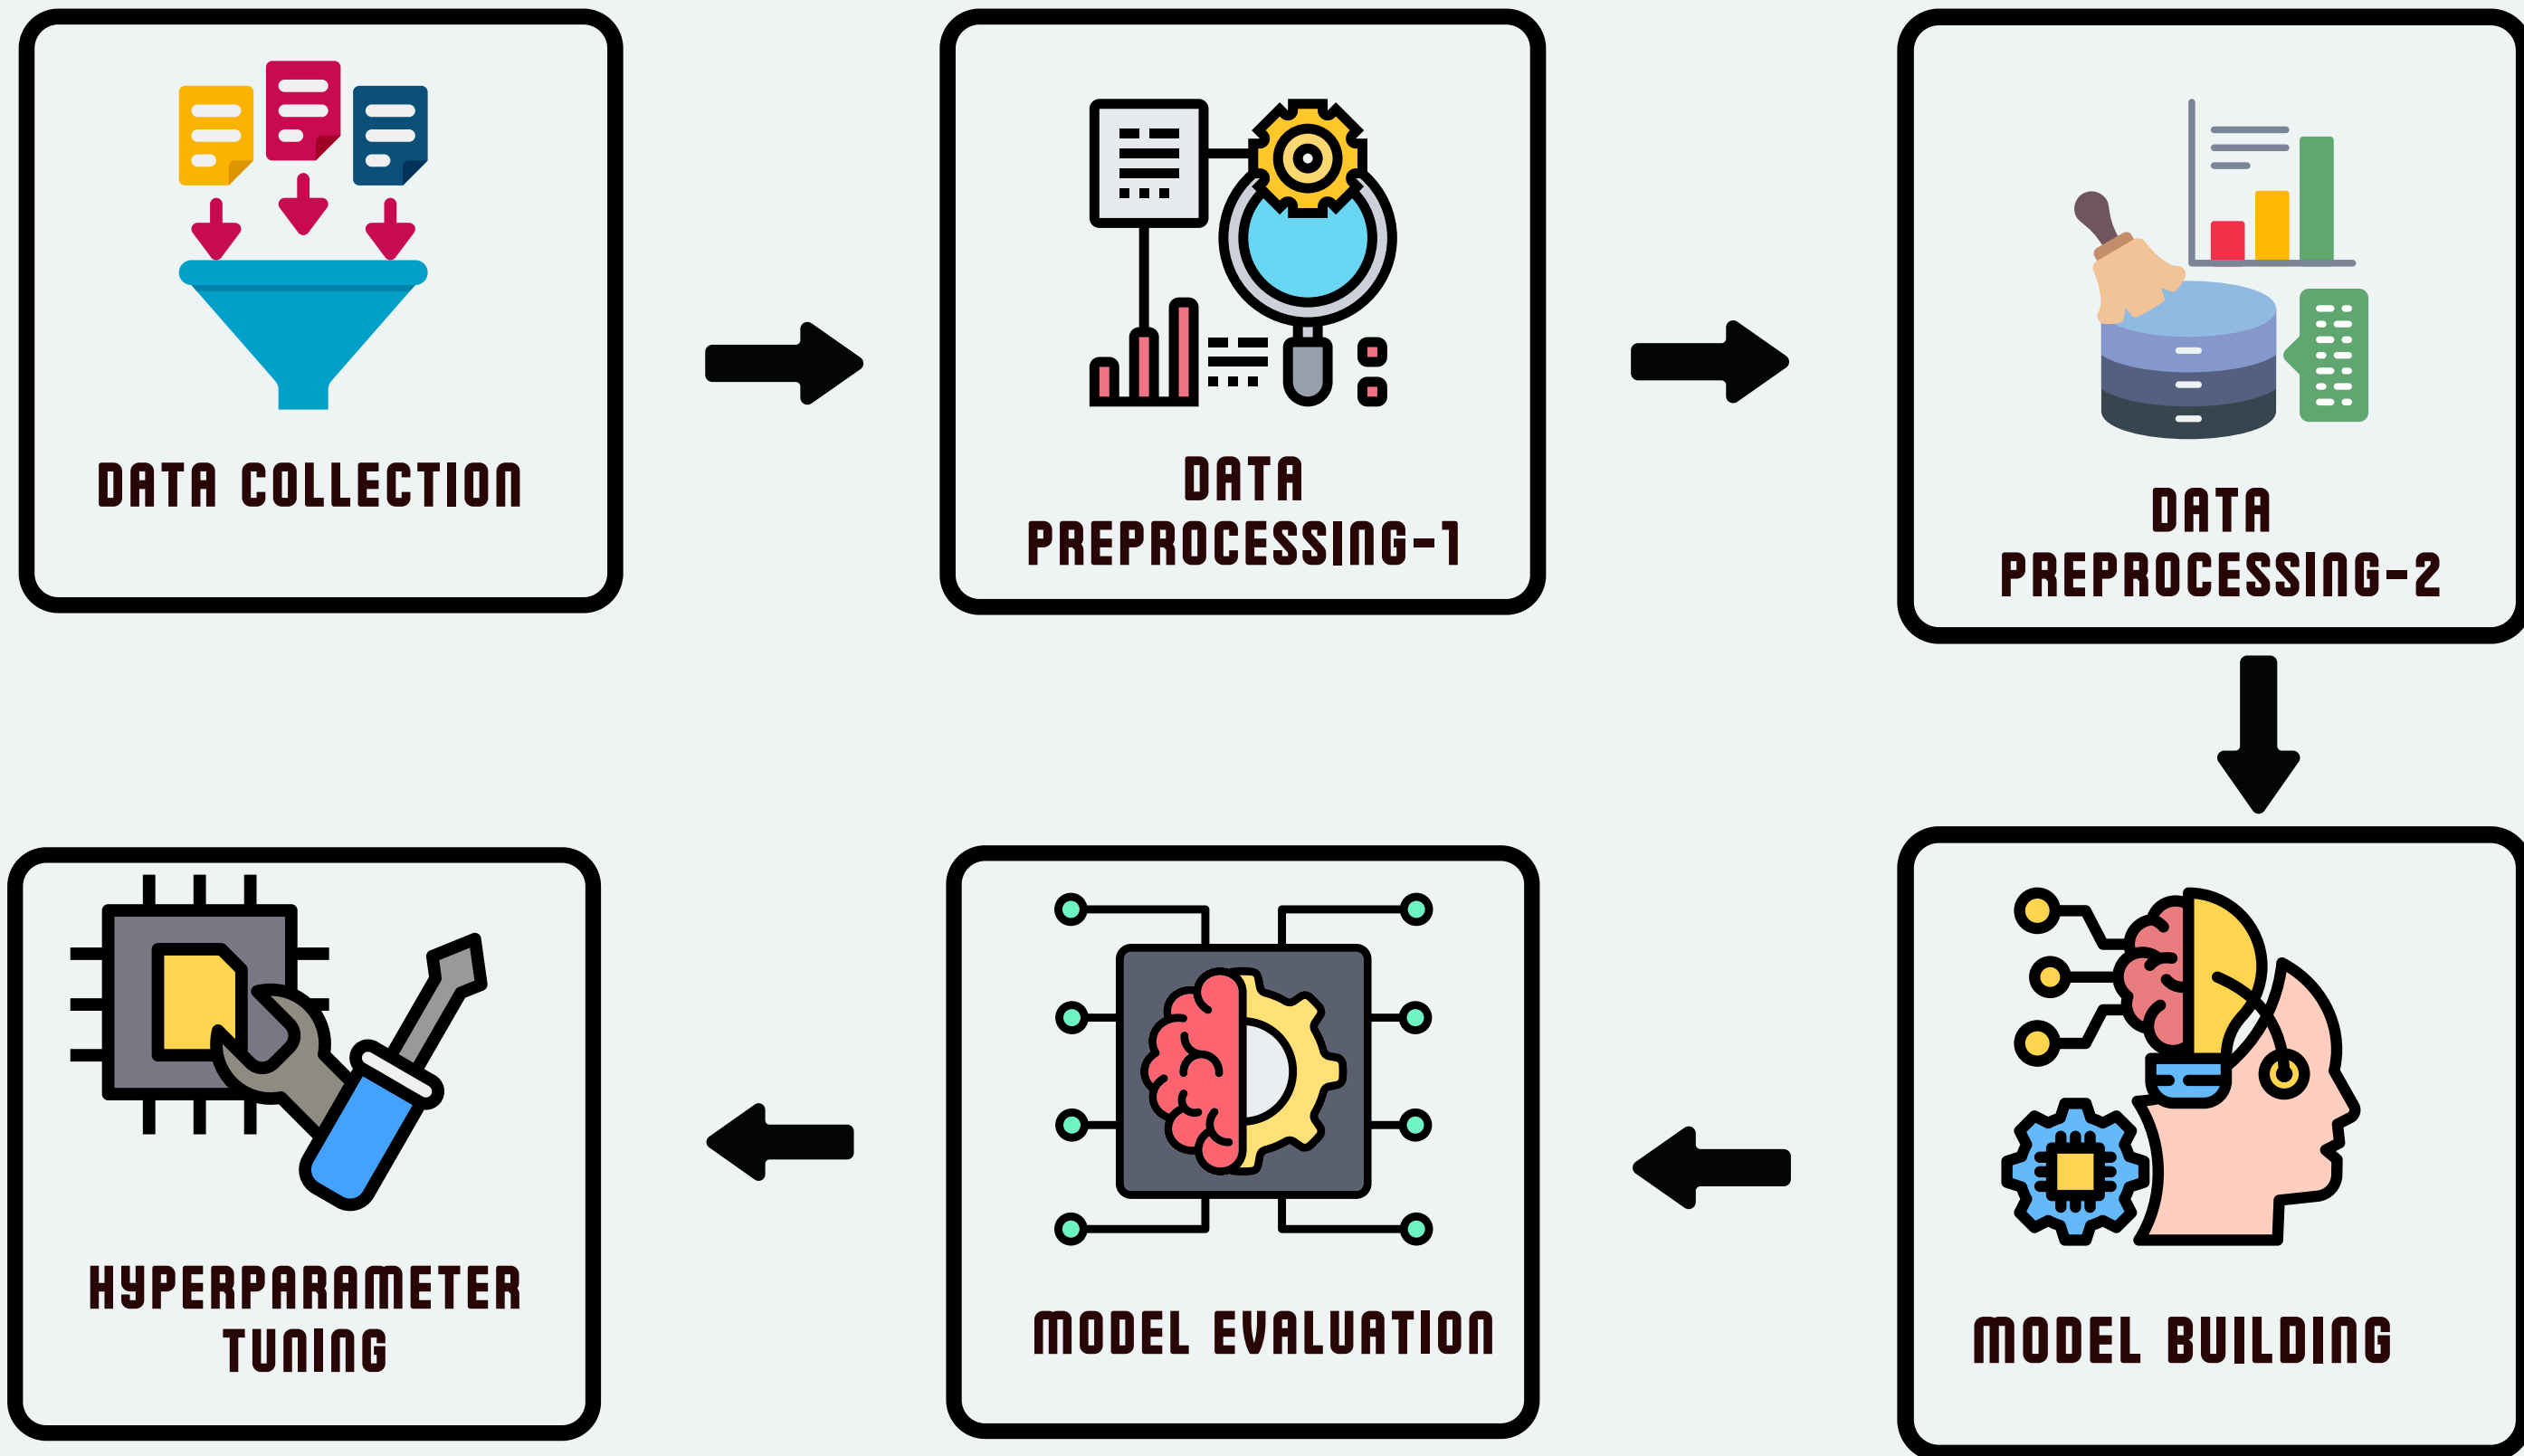 DATA COLLECTION
DATA
PREPROCESSING-1
DATA
PREPROCESSING-2
MODEL BUILDING
MODEL EVALUATION
HYPERPARAMETER
TUNING